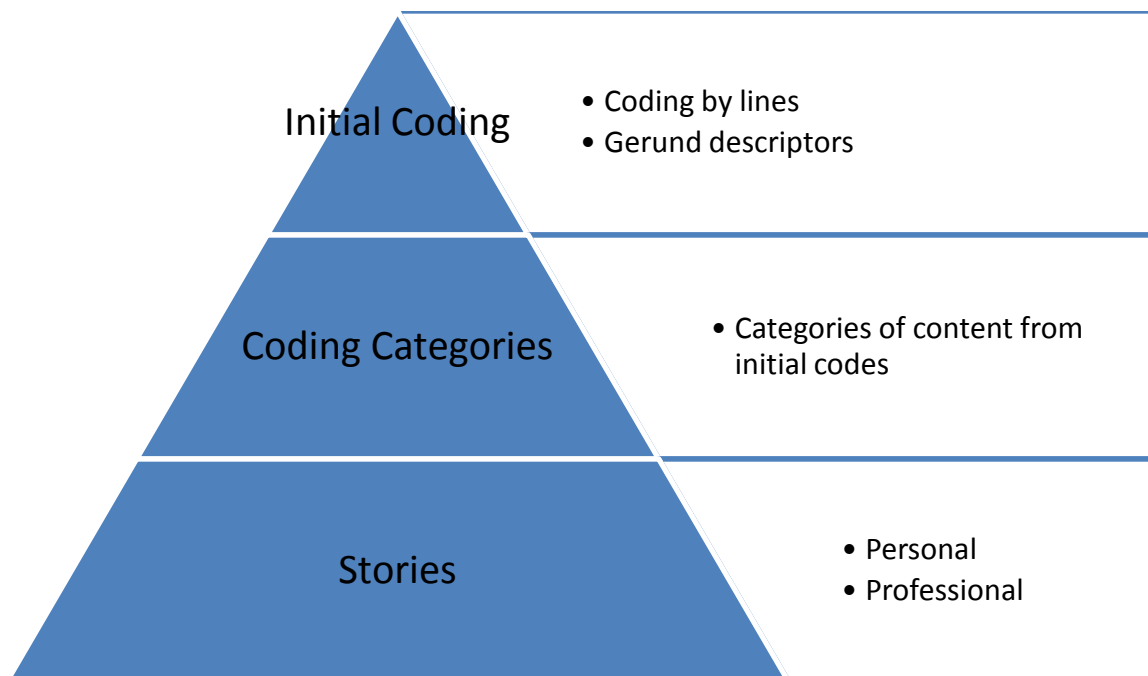 Initial Coding
• Coding by lines
• Gerund descriptors
Coding Categories
• Categories of content from
initial codes
Stories
• Personal
• Professional